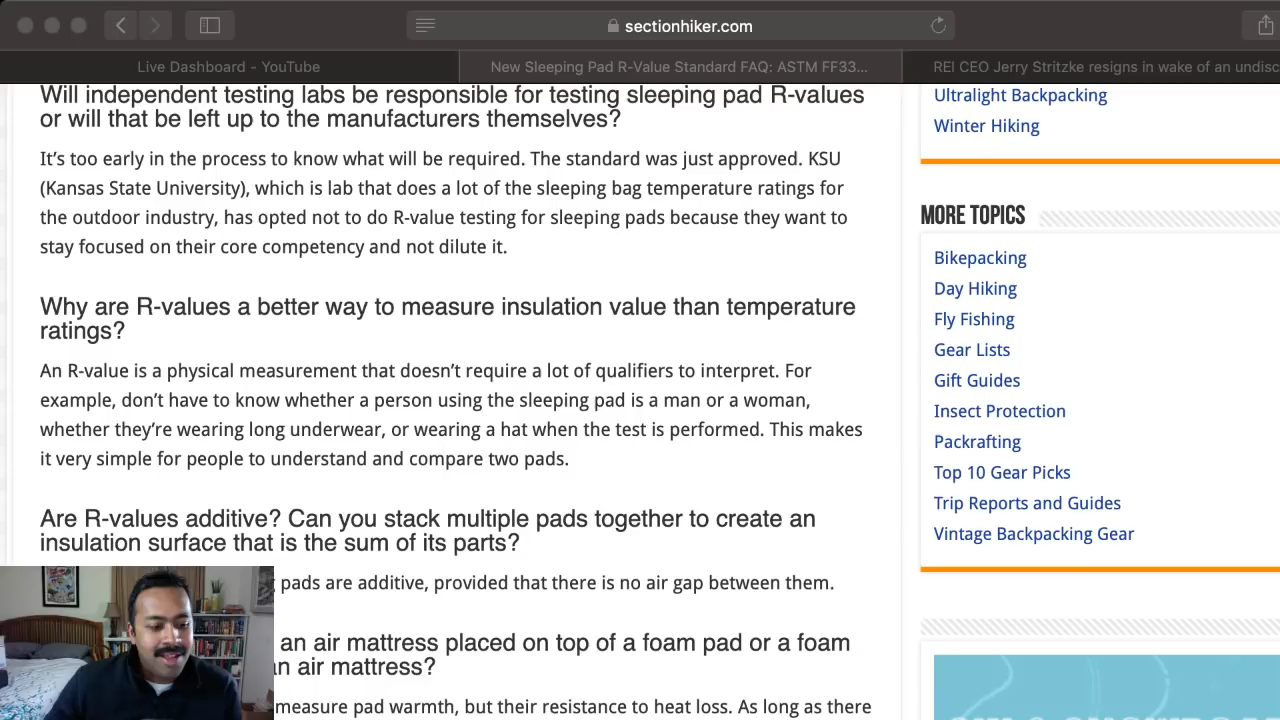 sectionhiker.com
Live Dashboard - YouTube
New Sleeping Pad R-Value Standard FAQ: ASTM FF33...
REI CEO Jerry Stritzke resigns in wake of an undisc
Will independent testing labs be responsible for testing sleeping pad R-values
or will that be left up to the manufacturers themselves?
It’s too early in the process to know what will be required. The standard was just approved. KSU
(Kansas State University), which is lab that does a lot of the sleeping bag temperature ratings for
the outdoor industry, has opted not to do R-value testing for sleeping pads because they want to
stay focused on their core competency and not dilute it.
Why are R-values a better way to measure insulation value than temperature
ratings?
An R-value is a physical measurement that doesn’t require a lot of qualifiers to interpret. For
example, don’t have to know whether a person using the sleeping pad is a man or a woman,
whether they’re wearing long underwear, or wearing a hat when the test is performed. This makes
it very simple for people to understand and compare two pads.
Are R-values additive? Can you stack multiple pads together to create an
insulation surface that is the sum of its parts?
pads are additive, provided that there is no air gap between them.
an air mattress placed on top of a foam pad or a foam
an air mattress?
measure pad warmth, but their resistance to heat loss. As long as there
Ultralight Backpacking
Winter Hiking
MORE TOPICS
Bikepacking
Day Hiking
Fly Fishing
Gear Lists
Gift Guides
Insect Protection
Packrafting
Top 10 Gear Picks
Trip Reports and Guides
Vintage Backpacking Gear